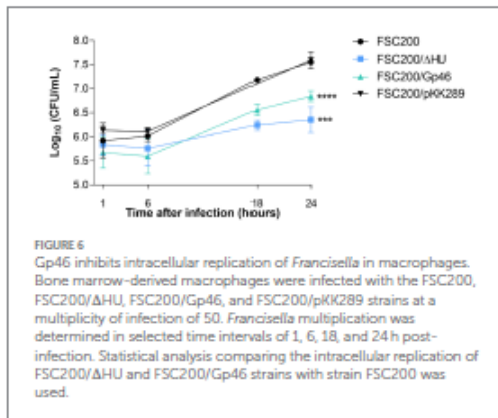 8.0
7.5
7.0
6.5
6.0
5.5
5.0
Log₁₀ (CFU/mL)
1
6
18
24
Time after infection (hours)
****
***
FSC200
FSC200/ΔHU
FSC200/Gp46
FSC200/pKK289
FIGURE 6
Gp46 inhibits intracellular replication of Francisella in macrophages.
Bone marrow-derived macrophages were infected with the FSC200,
FSC200/ΔHU, FSC200/Gp46, and FSC200/pKK289 strains at a
multiplicity of infection of 50. Francisella multiplication was
determined in selected time intervals of 1, 6, 18, and 24 h post-
infection. Statistical analysis comparing the intracellular replication of
FSC200/ΔHU and FSC200/Gp46 strains with strain FSC200 was
used.